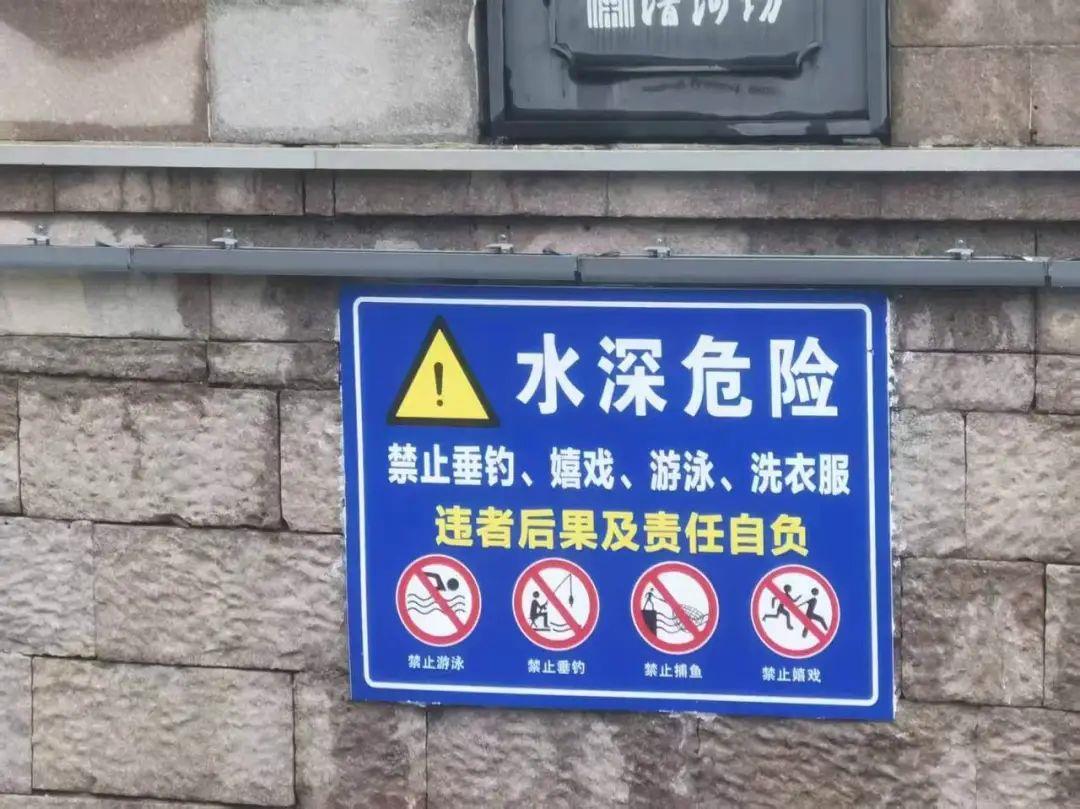 水深危险
禁止垂钓、嬉戏、游泳、洗衣服
违者后果及责任自负
禁止游泳 禁止垂钓 禁止捕鱼 禁止嬉戏